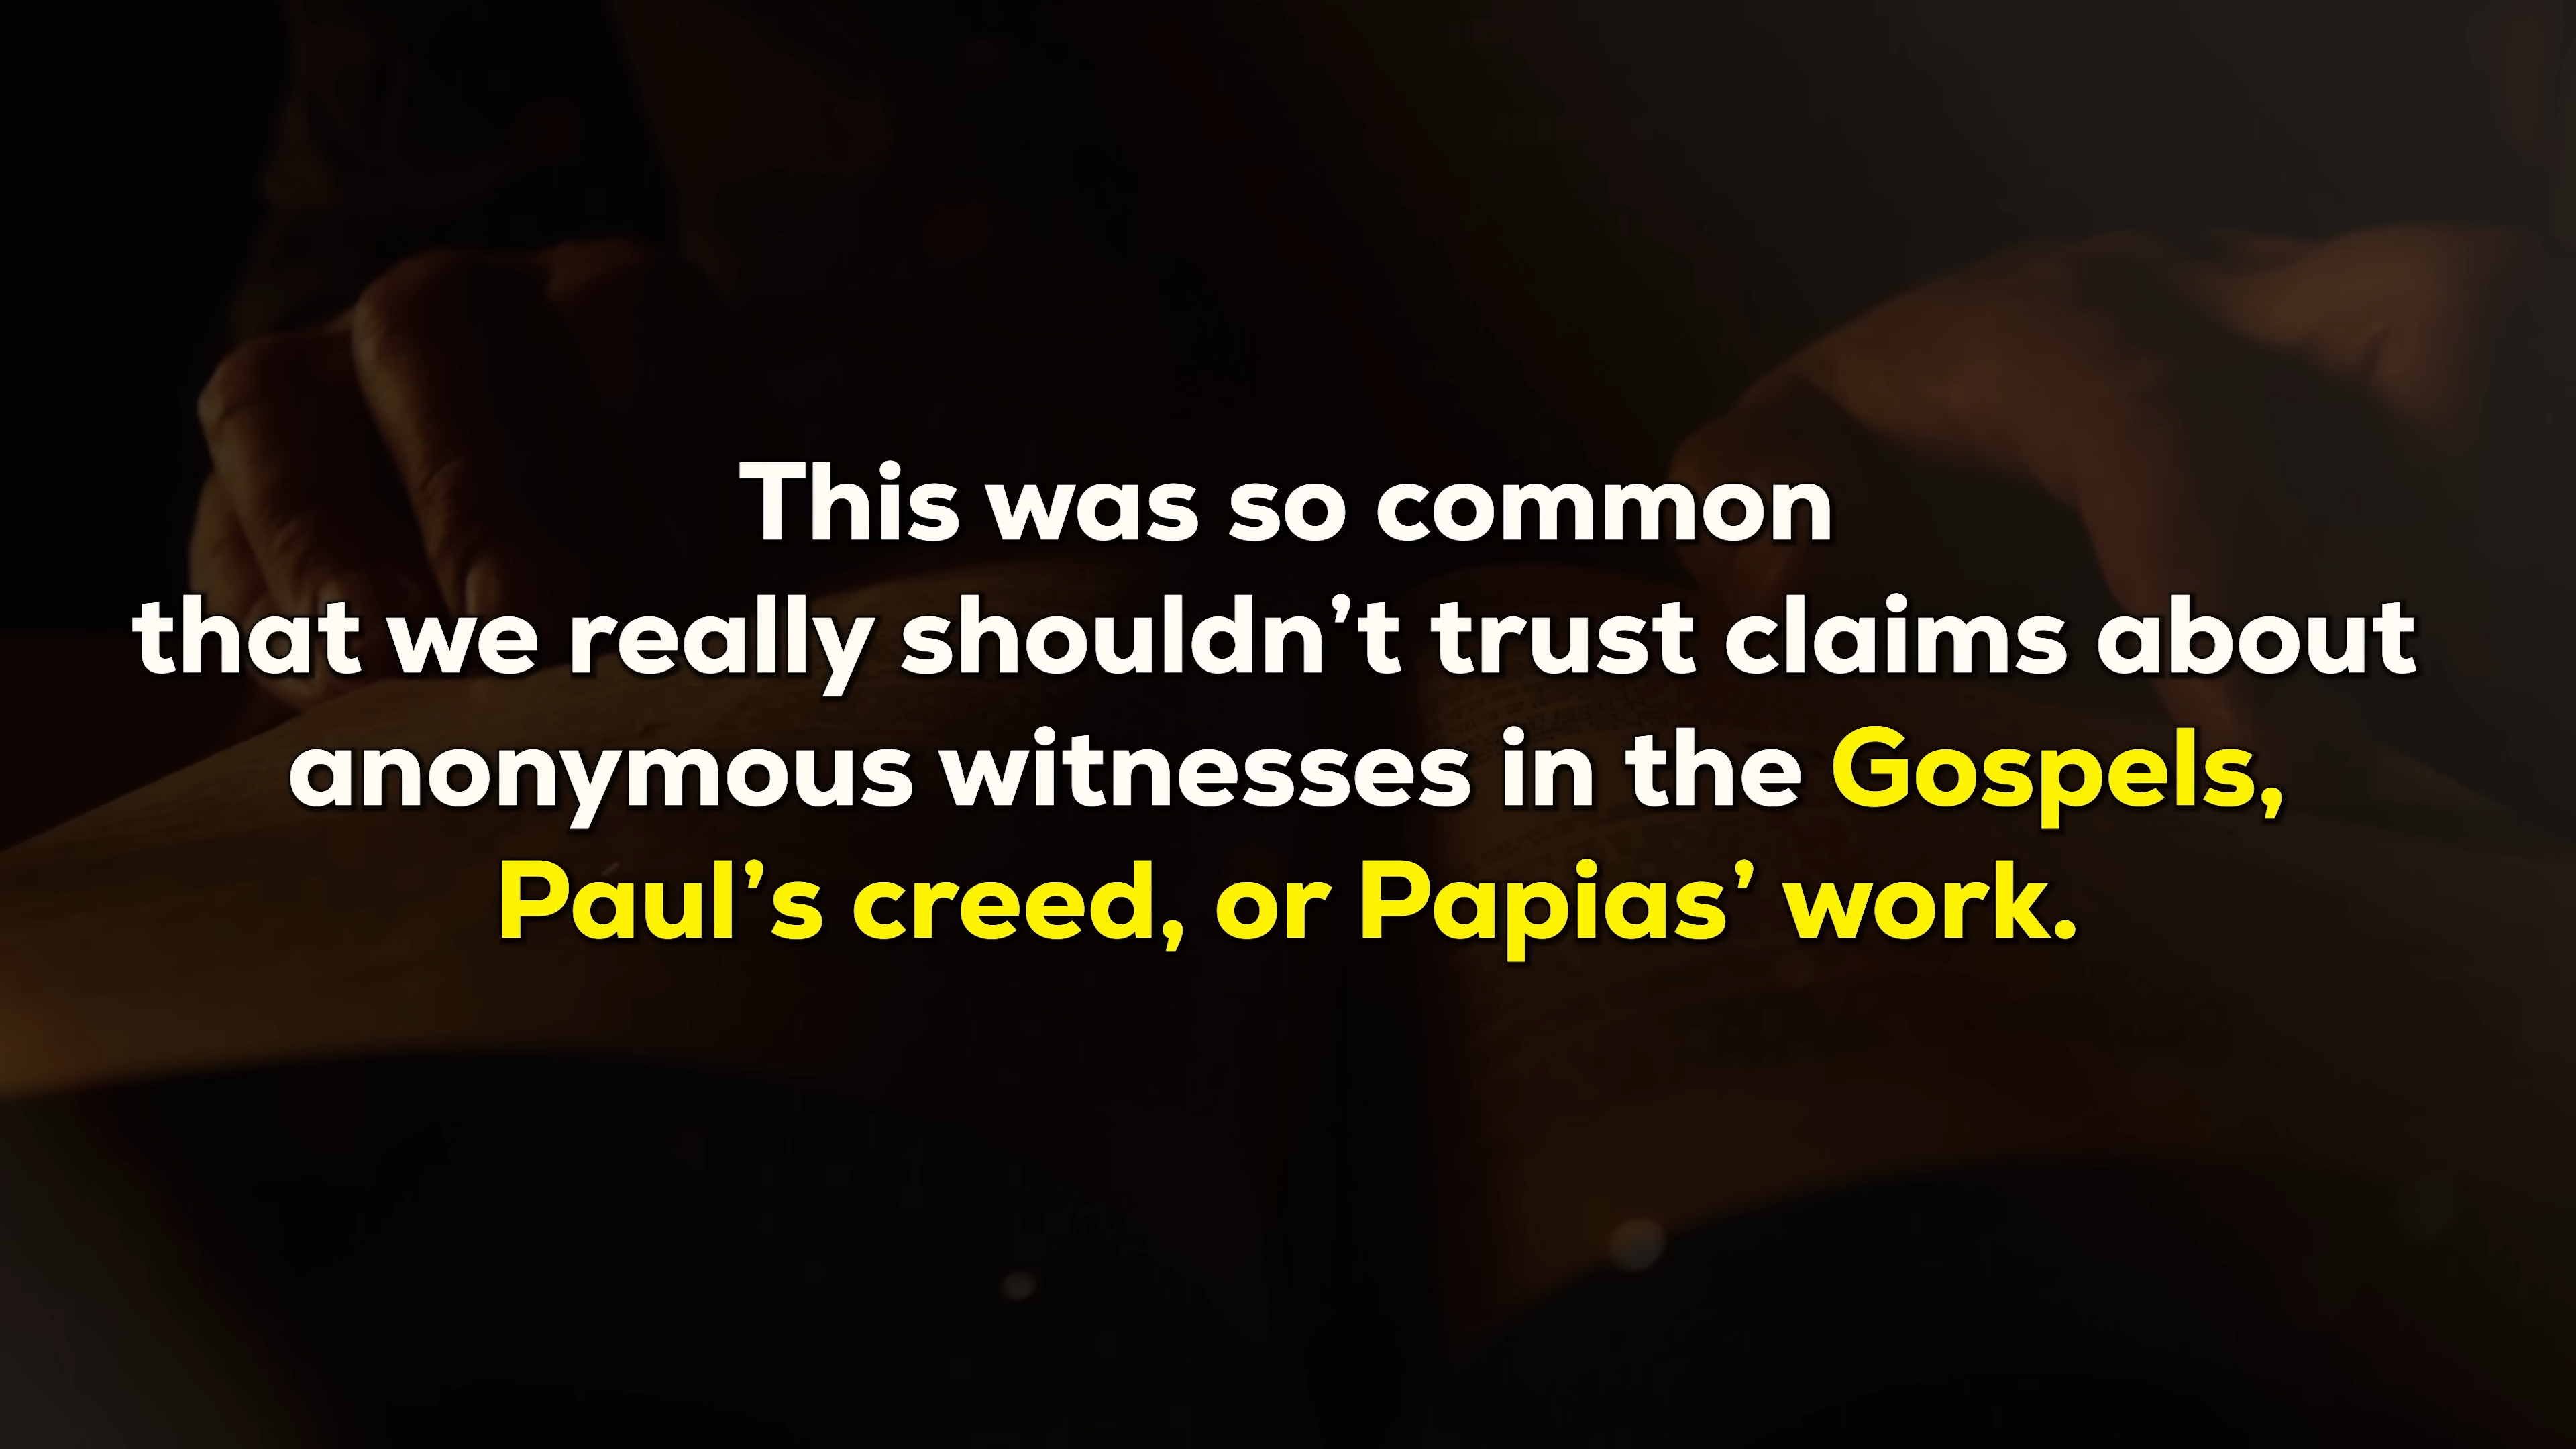 This was so common
that we really shouldn’t trust claims about
anonymous witnesses in the Gospels,
Paul’s creed, or Papias’ work.